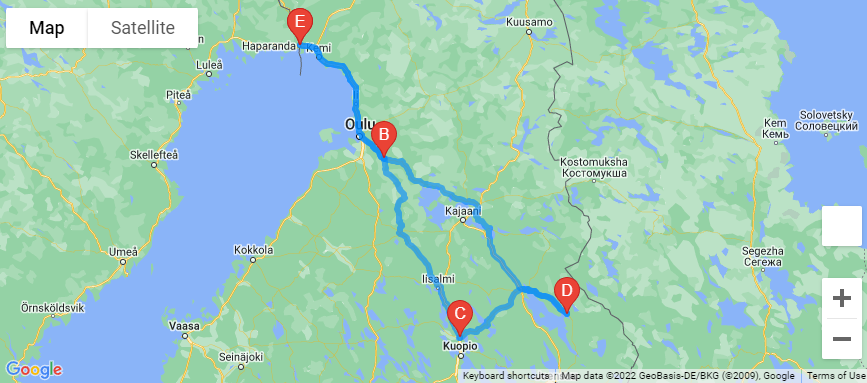 Map
Satellite
E
Haparanda
Kemi
Kuusamo
Luleå
Piteå
Oulu
B
Skellefteå
Kem
Кемь
Solovetsky
Соловецкий
Kostomuksha
Костомукша
Kajaani
Umeå
Kokkola
Segezha
Сегежа
Iisalmi
D
C
Örnsköldsvik
Vaasa
Kuopio
Seinäjoki
Google
Keyboard shortcuts
Map data ©2022 GeoBasis-DE/BKG (©2009), Google
Terms of Use